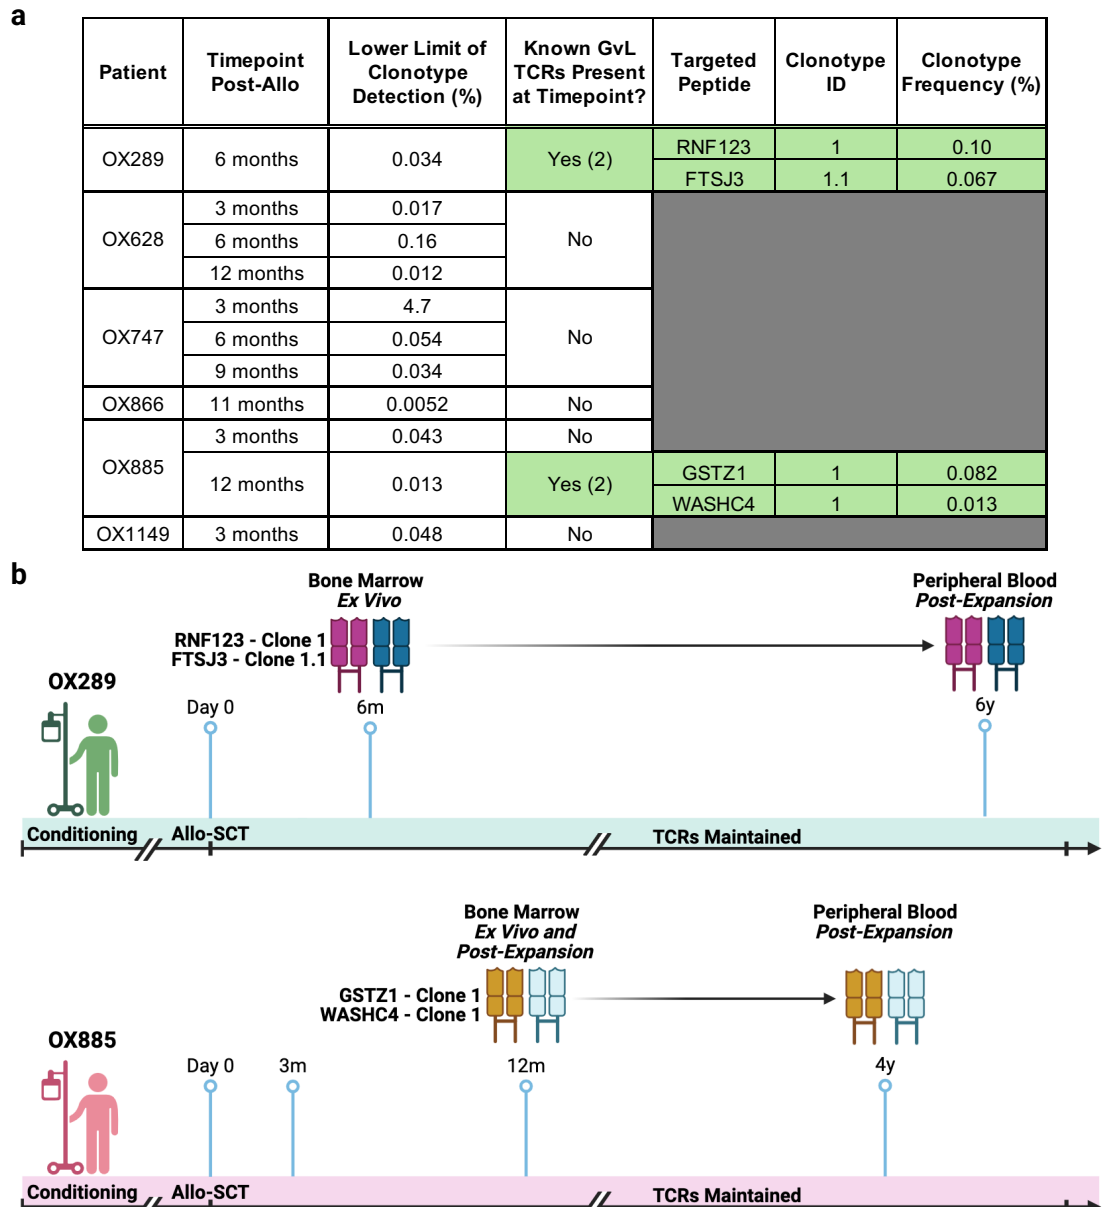 a
Patient
Timepoint
Post-Allo
Lower Limit of
Clonotype
Detection (%)
Known GvL
TCRs Present
at Timepoint?
Targeted
Peptide
Clonotype
ID
Clonotype
Frequency (%)
OX289
6 months
0.034
Yes (2)
RNF123
1
0.10
FTSJ3
1.1
0.067
OX628
3 months
0.017
6 months
0.16
12 months
0.012
No
OX747
3 months
4.7
6 months
0.054
9 months
0.034
No
OX866
11 months
0.0052
No
OX885
3 months
0.043
No
12 months
0.013
Yes (2)
GSTZ1
1
0.082
WASHC4
1
0.013
OX1149
3 months
0.048
No
b
Bone Marrow
Ex Vivo
Peripheral Blood
Post-Expansion
RNF123 - Clone 1
FTSJ3 - Clone 1.1
OX289
Day 0
6m
6y
Conditioning
Allo-SCT
TCRs Maintained
Bone Marrow
Ex Vivo and
Post-Expansion
Peripheral Blood
Post-Expansion
GSTZ1 - Clone 1
WASHC4 - Clone 1
OX885
Day 0
3m
12m
4y
Conditioning
Allo-SCT
TCRs Maintained